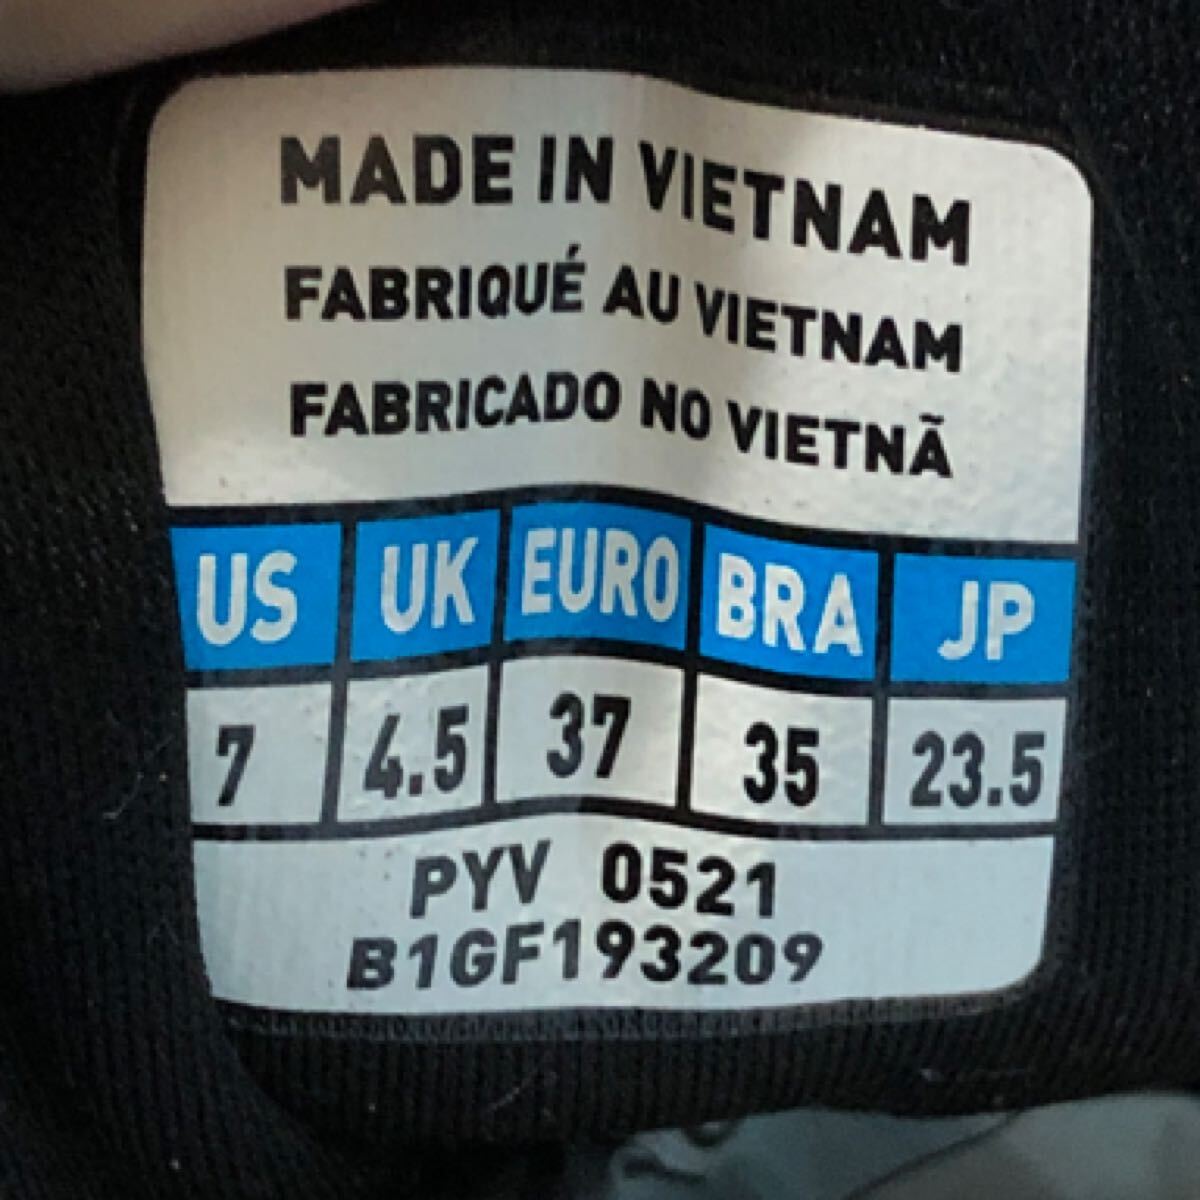 MADE IN VIETNAM
FABRIQUÉ AU VIETNAM
FABRICADO NO VIETNÃ
US UK EURO BRA JP
7 4.5 37 35 23.5
PYV 0521
B1GF193209